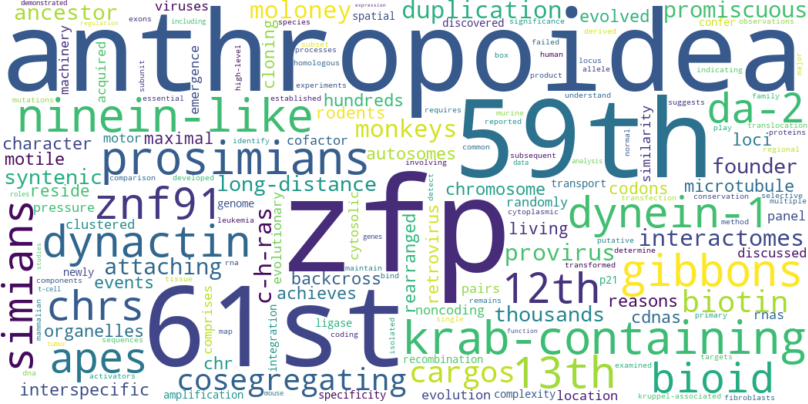 demonstrated
regulation
expression
ancestor
viruses
moloney
duplication
evolved
promiscuous
including
spatial
discovered
significance
confer
observations
anthropoidea
machinery
acquired
emergence
high-level
cloning
species
subset
processes
homologous
box
failed
human
derived
locus
allele
indicating
major
mutations
exons
subunit
essential
established
experiments
product
understand
family
translocation
ninein-like
hundreds
rodents
monkeys
59th
da-2
requires
murine
reported
suggests
play
proteins
character
motor
maximal
identify
cofactor
common
subsequent
data
normal
similarity
loci
regional
motile
prosimians
autosomes
involving
analysis
founder
syntenic
roles
reside
comparison
developed
long-distance
chromosome
transport
codons
microtubule
pressure
znf91
genome
detect
randomly
transfection
conservation
selective
multiple
simians
clustered
leukemia
c-h-ras
evolutionary
cytosolic
zfp
cytoplasmic
putative
method
panel
dynein-1
living
determine
interactomes
studies
dynactin
rna
genes
rearranged
retrovirus
provirus
transformed
discussed
newly
attaching
maintain
bind
components
t-cell
events
tissue
backcross
pairs
12th
p21
gibbons
chrs
61st
comprises
achieves
remains
reasons
biotin
mammalian
organelles
map
integration
ligase
noncoding
thousands
cdnas
primary
rnas
sequences
coding
isolated
single
function
krab-containing
tumor
apes
chr
recombination
targets
dna
activators
cosegregating
cargos
13th
examined
bioid
interspecific
amplification
mouse
specificity
evolution
complexity
location
kruppel-associated
fibroblasts